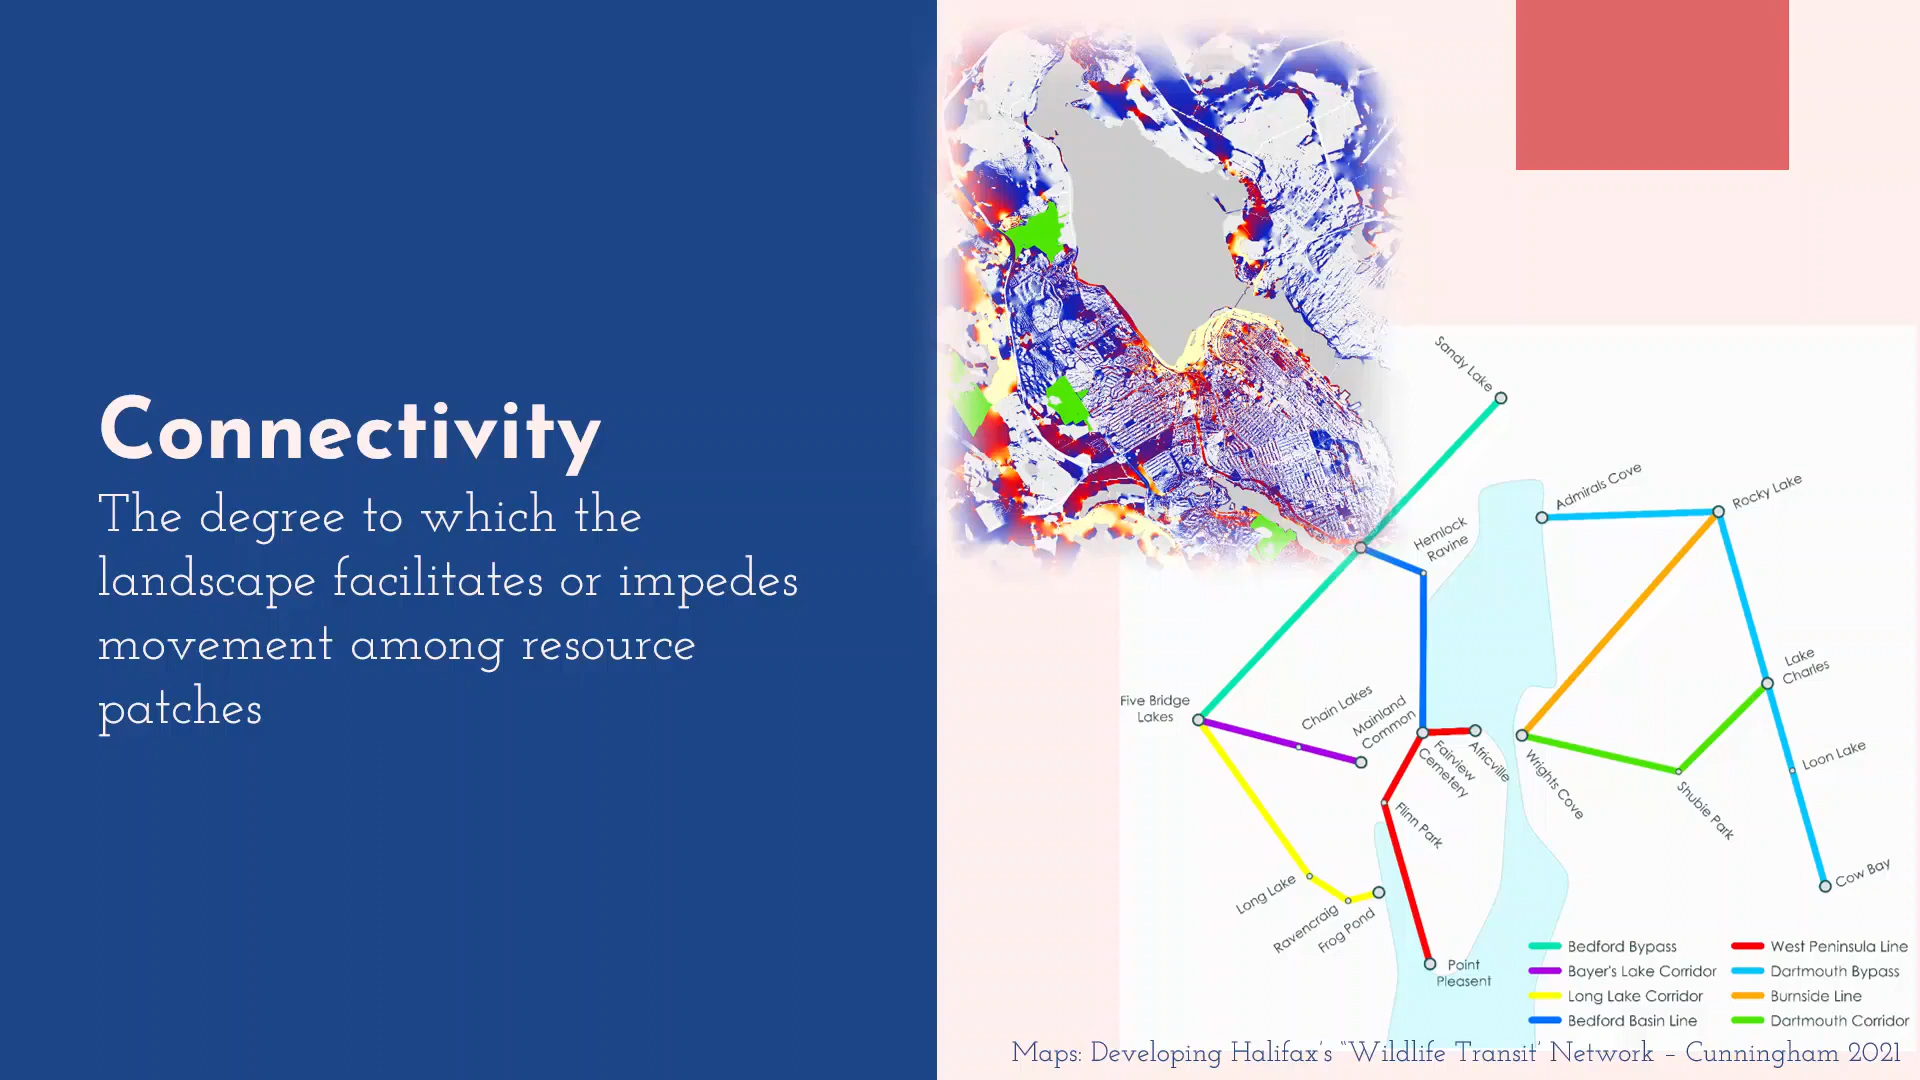 Connectivity
The degree to which the
landscape facilitates or impedes
movement among resource
patches
Sandy Lake
Admirals Cove
Rocky Lake
Hemlock
Ravine
Lake
Charles
Five Bridge
Lakes
Chain Lakes
Mainland
Common
Fairview
Cemetery
Africville
Wrights Cove
Loon Lake
Shubie Park
Flinn Park
Long Lake
Ravencraig
Frog Pond
Cow Bay
Point
Pleasent
Bedford Bypass
Bayer's Lake Corridor
Long Lake Corridor
Bedford Basin Line
West Peninsula Line
Dartmouth Bypass
Burnside Line
Dartmouth Corridor
Maps: Developing Halifax's "Wildlife Transit' Network – Cunningham 2021